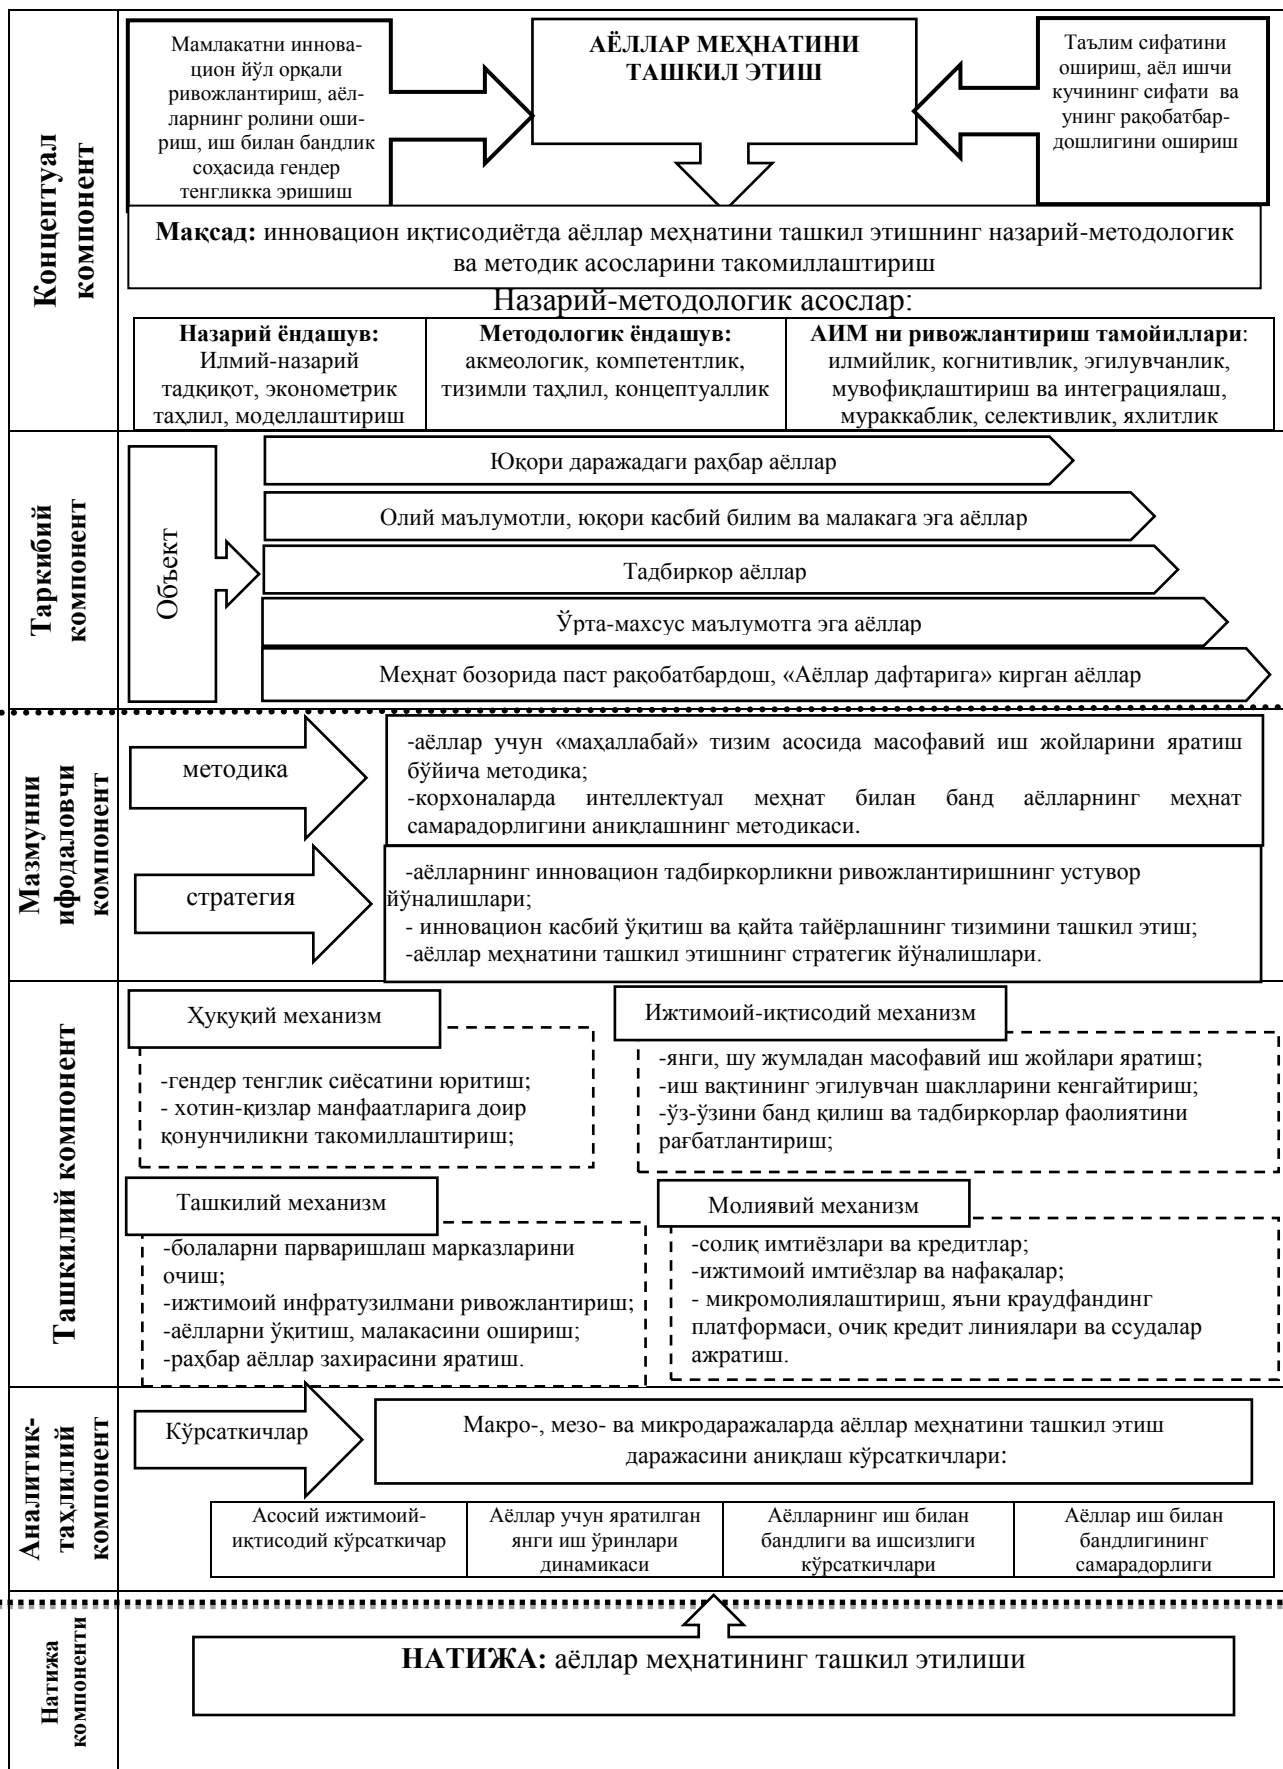 Концептуал
компонент
Мамлакатни иннова-
цион йўл орқали
ривожлантириш, аёл-
ларнинг ролини оши-
риш, иш билан бандлик
соҳасида гендер
тенгликка эришиш
АЁЛЛАР МЕҲНАТИНИ
ТАШКИЛ ЭТИШ
Таълим сифатини
ошириш, аёл ишчи
кучининг сифати ва
унинг рақобатбар-
дошлигини ошириш
Мақсад: инновацион иқтисодиётда аёллар меҳнатини ташкил этишнинг назарий-методологик
ва методик асосларини такомиллаштириш
Назарий-методологик асослар:
Назарий ёндашув:
Илмий-назарий
тадқиқот, эконометрик
таҳлил, моделлаштириш
Методологик ёндашув:
акмеологик, компетентлик,
тизимли таҳлил, концептуаллик
АИМ ни ривожлантириш тамойиллари:
илмийлик, когнитивлик, эгилувчанлик,
мувофиқлаштириш ва интеграциялаш,
мураккаблик, селективлик, яхлитлик
Таркибий
компонент
Объект
Юқори даражадаги раҳбар аёллар
Олий маълумотли, юқори касбий билим ва малакага эга аёллар
Тадбиркор аёллар
Ўрта-махсус маълумотга эга аёллар
Меҳнат бозорида паст рақобатбардош, «Аёллар дафтарига» кирган аёллар
Мазмунни
ифодаловчи
компонент
методика
-аёллар учун «маҳаллабай» тизим асосида масофавий иш жойларини яратиш
бўйича методика;
-корхоналарда интеллектуал меҳнат билан банд аёлларнинг меҳнат
самарадорлигини аниқлашнинг методикаси.
стратегия
-аёлларнинг инновацион тадбиркорликни ривожлантиришнинг устувор
йўналишлари;
- инновацион касбий ўқитиш ва қайта тайёрлашнинг тизимини ташкил этиш;
-аёллар меҳнатини ташкил этишнинг стратегик йўналишлари.
Ташкилий компонент
Ҳуқуқий механизм
-гендер тенглик сиёсатини юритиш;
- хотин-қизлар манфаатларига доир
қонунчиликни такомиллаштириш;
Ижтимоий-иқтисодий механизм
-янги, шу жумладан масофавий иш жойлари яратиш;
-иш вақтининг эгилувчан шаклларини кенгайтириш;
-ўз-ўзини банд қилиш ва тадбиркорлар фаолиятини
рағбатлантириш;
Ташкилий механизм
-болаларни парваришлаш марказларини
очиш;
-ижтимоий инфратузилмани ривожлантириш;
-аёлларни ўқитиш, малакасини ошириш;
-раҳбар аёллар захирасини яратиш.
Молиявий механизм
-солиқ имтиёзлари ва кредитлар;
-ижтимоий имтиёзлар ва нафақалар;
- микромолиялаштириш, яъни краудфандинг
платформаси, очиқ кредит линиялари ва ссудалар
ажратиш.
Аналитик-
таҳлилий
компонент
Кўрсаткичлар
Макро-, мезо- ва микродаражаларда аёллар меҳнатини ташкил этиш
даражасини аниқлаш кўрсаткичлари:
Асосий ижтимоий-
иқтисодий кўрсаткичар
Аёллар учун яратилган
янги иш ўринлари
динамикаси
Аёлларнинг иш билан
бандлиги ва ишсизлиги
кўрсаткичлари
Аёллар иш билан
бандлигининг
самарадорлиги
Натижа
компоненти
НАТИЖА: аёллар меҳнатининг ташкил этилиши